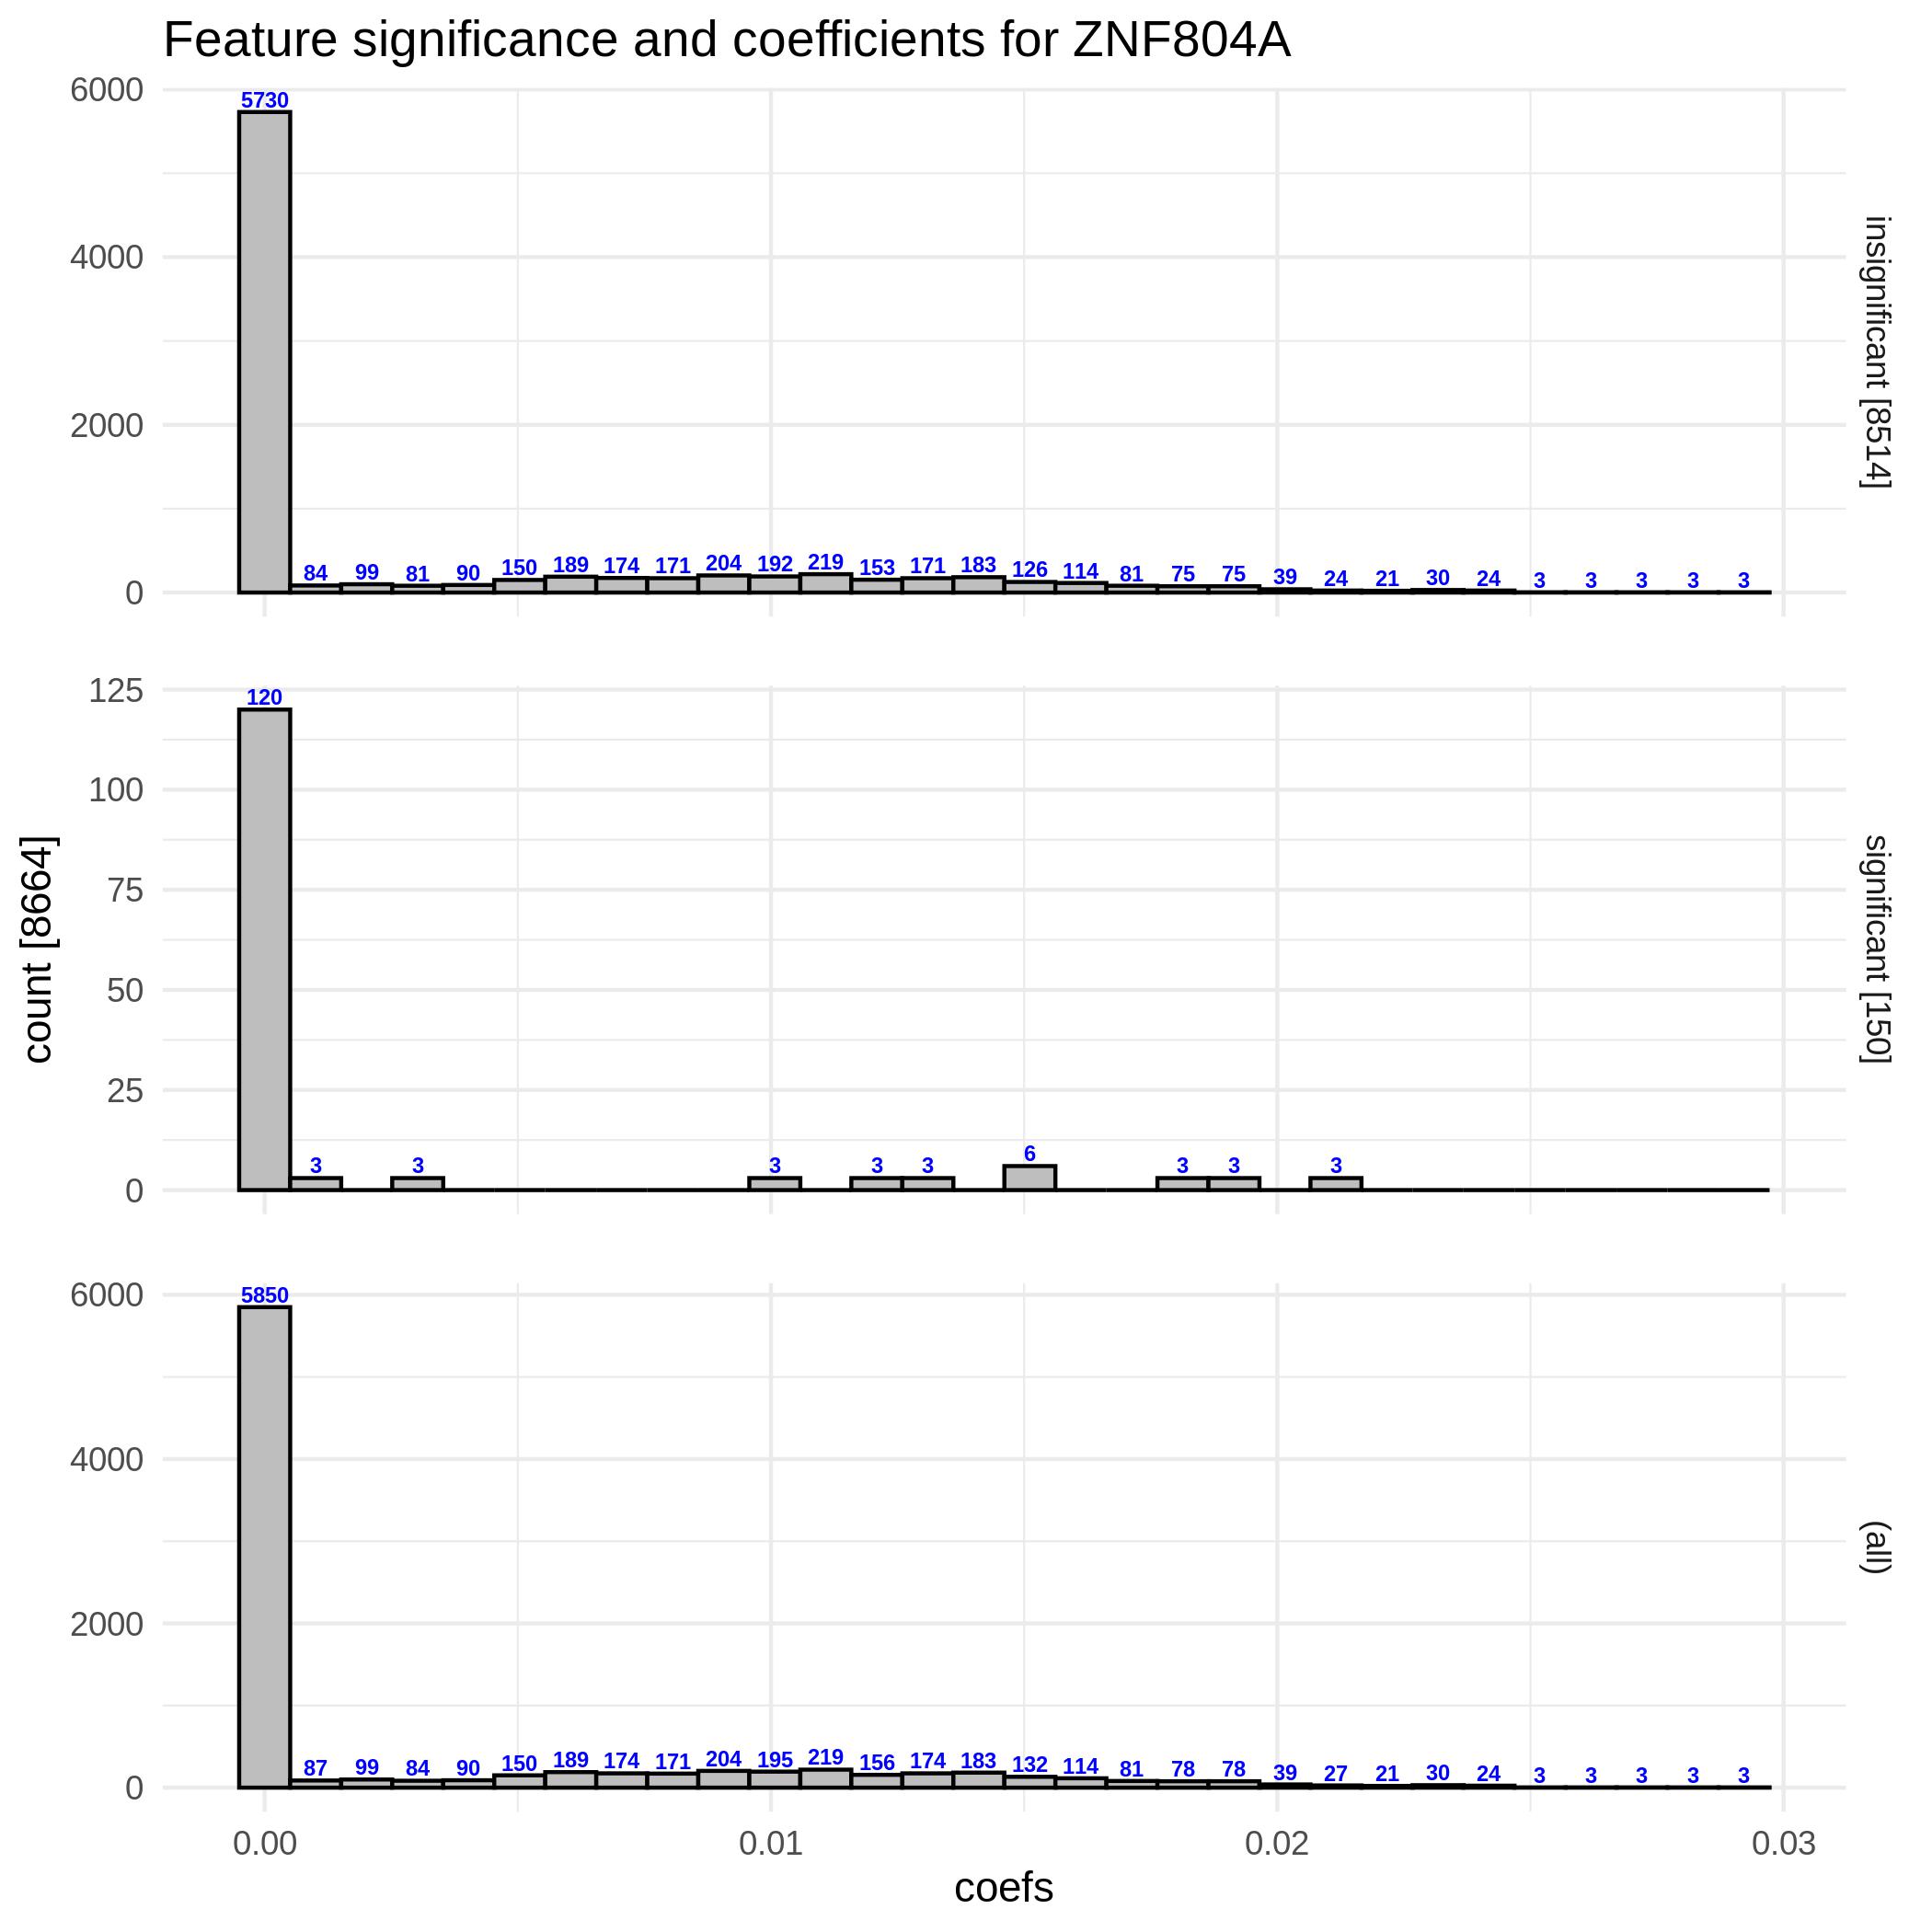 Feature significance and coefficients for ZNF804A
6000
4000
2000
0
5730
84 99 81 90 150 189 174 171 204 192 219 153 171 183 126 114 81 75 75 39 24 21 30 24 3 3 3 3 3
insignificant [8514]
count [8664]
125
100
75
50
25
0
120
3 3 3 3 3 6 3 3 3
significant [150]
6000
4000
2000
0
5850
87 99 84 90 150 189 174 171 204 195 219 156 174 183 132 114 81 78 78 39 27 21 30 24 3 3 3 3 3
(all)
0.00 0.01 0.02 0.03
coefs